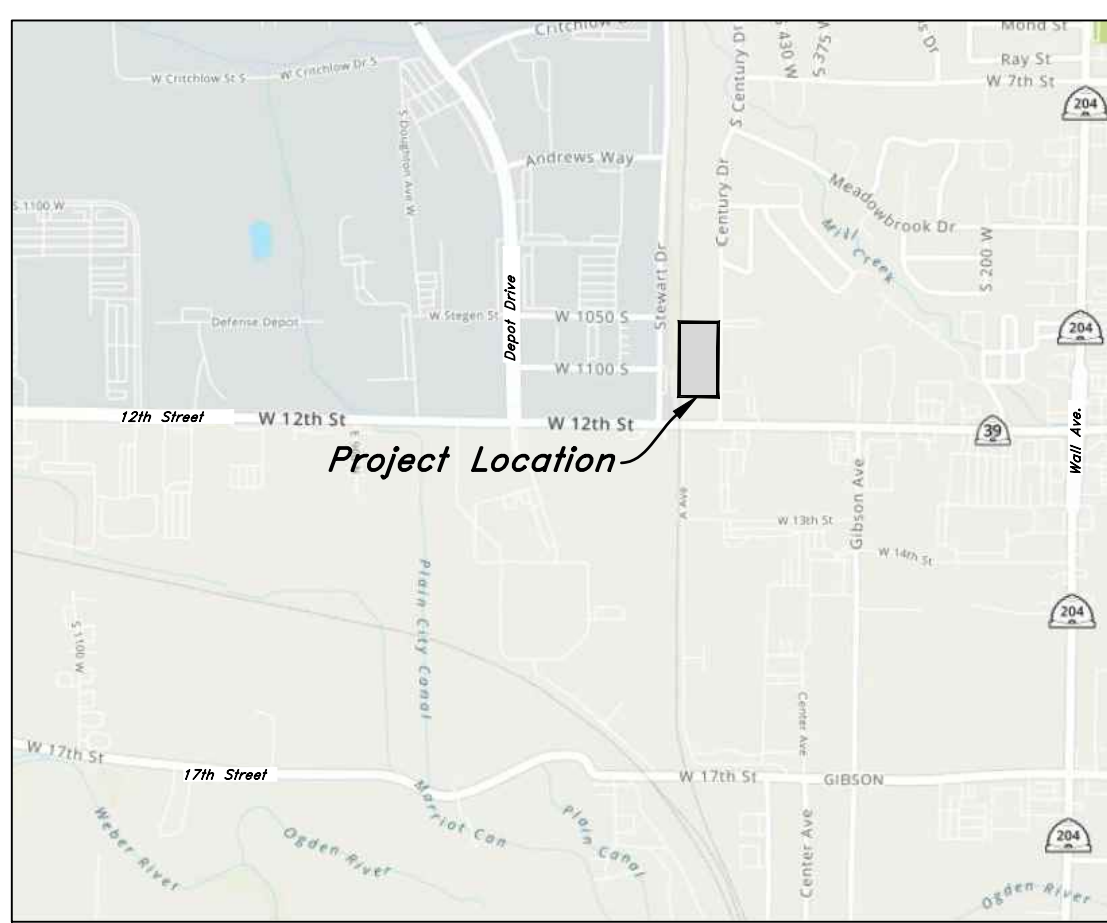 Critchlow
Mond St
S 430 W
S 375 W
S Century Dr
s Dr
Ray St
W 7th St
W Critchlow St S
W Critchlow Dr S
204
S Doughton Ave W
Andrews Way
Century Dr
Meadowbrook Dr
Mill Creek
S 1100 W
S 200 W
Stewart Dr
Defense Depot
W Stegen St
Depot Drive
W 1050 S
204
W 1100 S
12th Street
W 12th St
W 12th St
39
Wall Ave.
Project Location
A Ave
Gibson Ave
W 13th St
W 14th St
Plain City Canal
S 1100 W
204
Center Ave
W 17th St
17th Street
W 17th St
GIBSON
Marriot Can
Plain Canal
Weber River
Ogden River
Center Ave
204
Ogden River